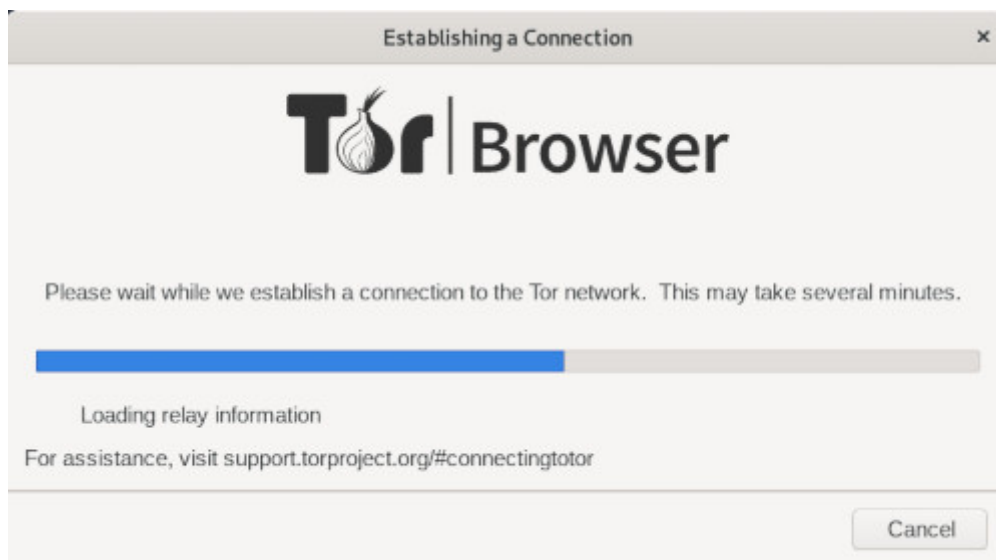 Establishing a Connection ×
Tor | Browser
Please wait while we establish a connection to the Tor network.  This may take several minutes.
Loading relay information
For assistance, visit support.torproject.org/#connectingtotor
Cancel